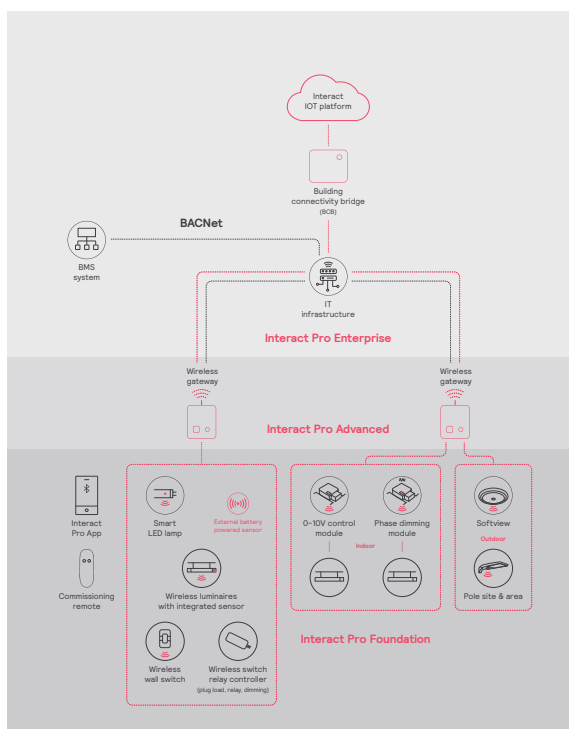 Interact
IOT platform
Building
connectivity bridge
(BCB)
BACNet
BMS
system
IT
infrastructure
Interact Pro Enterprise
Wireless
gateway
Wireless
gateway
Interact Pro Advanced
Interact
Pro App
Smart
LED lamp
External battery
powered sensor
0-10V control
module
Phase dimming
module
Softview
Indoor
Outdoor
Commissioning
remote
Wireless luminaires
with integrated sensor
Pole site & area
Interact Pro Foundation
Wireless
wall switch
Wireless switch
relay controller
(plug load, relay, dimming)